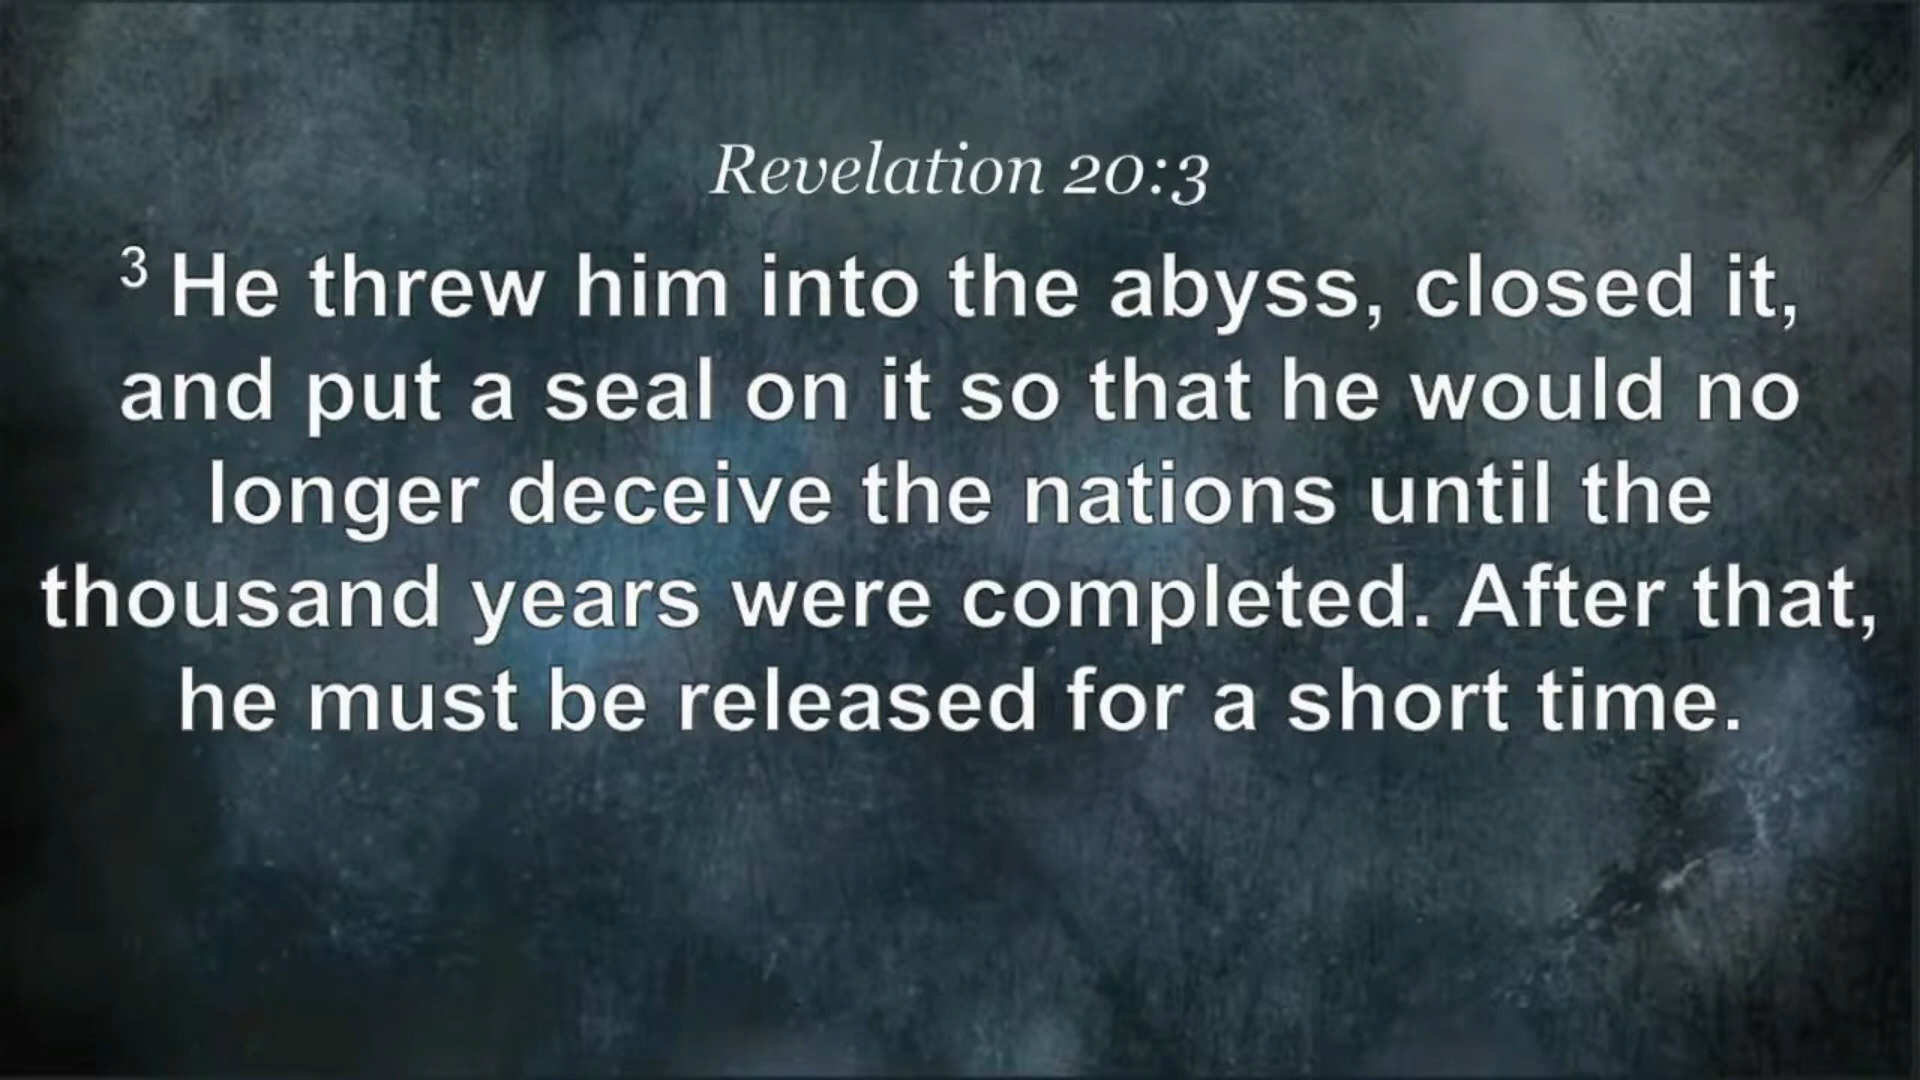 Revelation 20:3
3 He threw him into the abyss, closed it,
and put a seal on it so that he would no
longer deceive the nations until the
thousand years were completed. After that,
he must be released for a short time.